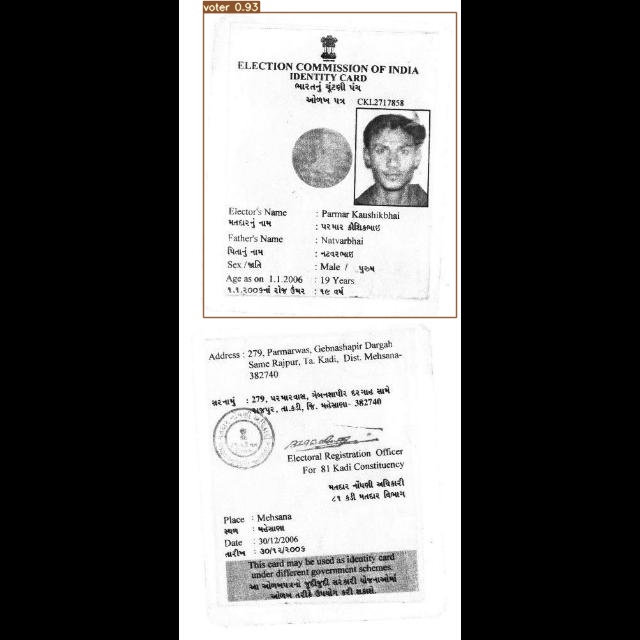 voter 0.93
ELECTION COMMISSION OF INDIA
IDENTITY CARD
ભારતનું ચૂંટણી પંચ
ઓળખ પત્ર CKL2717858
Elector's Name : Parmar Kaushikbhai
મતદારનું નામ : પરમાર કૌશિકભાઇ
Father's Name : Natvarbhai
પિતાનું નામ : નટવરભાઇ
Sex /જાતિ : Male / પુરુષ
Age as on 1.1.2006 : 19 Years
૧.૧.૨૦૦૬નાં રોજ ઉંમર : ૧૯ વર્ષ
Address : 279, Parmarwas, Gebnashapir Dargah
Same Rajpur, Ta. Kadi, Dist. Mehsana-
382740
સરનામું : 279, પરમારવાસ, ગેબનશાપીર દરગાહ સામે
રાજપુર, તા.કડી, જિ. મહેસાણા- 382740
Electoral Registration Officer
For 81 Kadi Constituency
મતદાર નોંધણી અધિકારી
૮૧ કડી મતદાર વિભાગ
Place : Mehsana
સ્થળ : મહેસાણા
Date : 30/12/2006
તારીખ : ૩૦/૧૨/૨૦૦૬
This card may be used as identity card
under different government schemes.
આ ઓળખપત્રનો જુદીજુદી સરકારી યોજનાઓમાં
ઓળખ તરીકે ઉપયોગ કરી શકાશે.